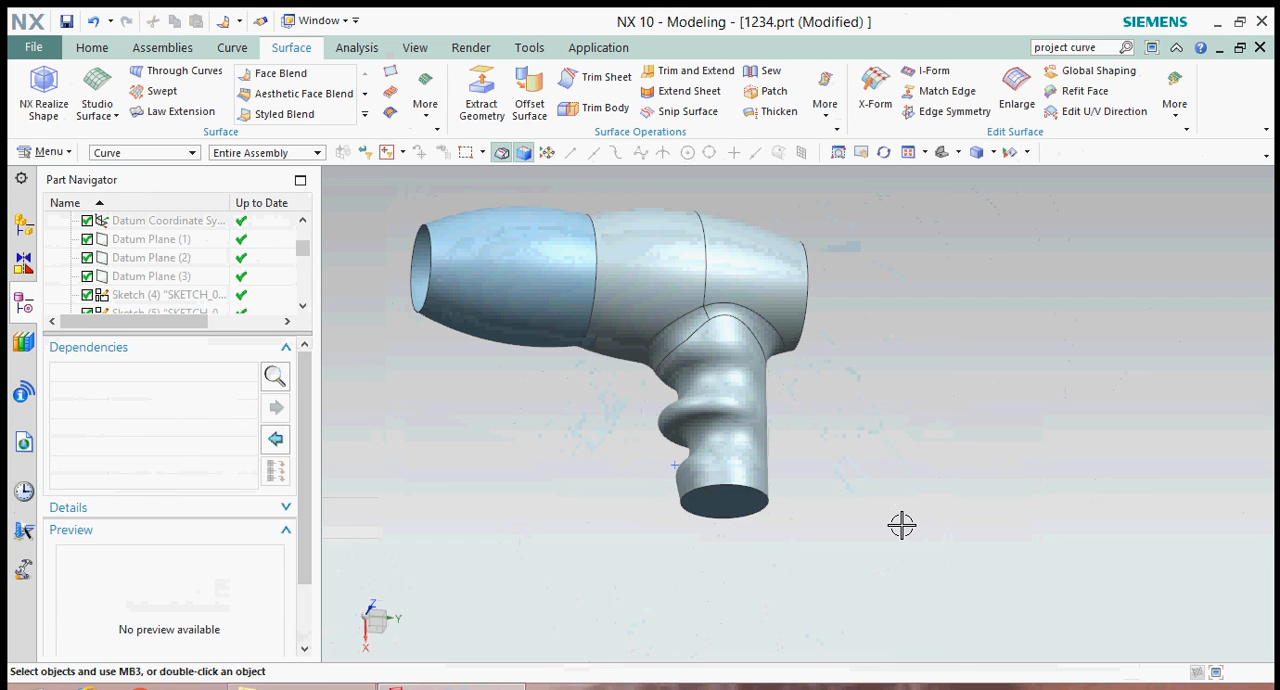 NX
Window
NX 10 - Modeling - [1234.prt (Modified) ]
SIEMENS
File
Home
Assemblies
Curve
Surface
Analysis
View
Render
Tools
Application
project curve
NX Realize Shape
Studio Surface
Through Curves
Swept
Law Extension
Face Blend
Aesthetic Face Blend
Styled Blend
More
Surface
Extract Geometry
Offset Surface
Trim Sheet
Trim Body
Trim and Extend
Extend Sheet
Snip Surface
Sew
Patch
Thicken
More
Surface Operations
X-Form
I-Form
Match Edge
Edge Symmetry
Enlarge
Global Shaping
Refit Face
Edit U/V Direction
More
Edit Surface
Menu
Curve
Entire Assembly
Part Navigator
Name
Up to Date
Datum Coordinate Sy...
Datum Plane (1)
Datum Plane (2)
Datum Plane (3)
Sketch (4) "SKETCH_0...
Sketch (5) "SKETCH_0...
Dependencies
Details
Preview
No preview available
Z
Y
X
Select objects and use MB3, or double-click an object